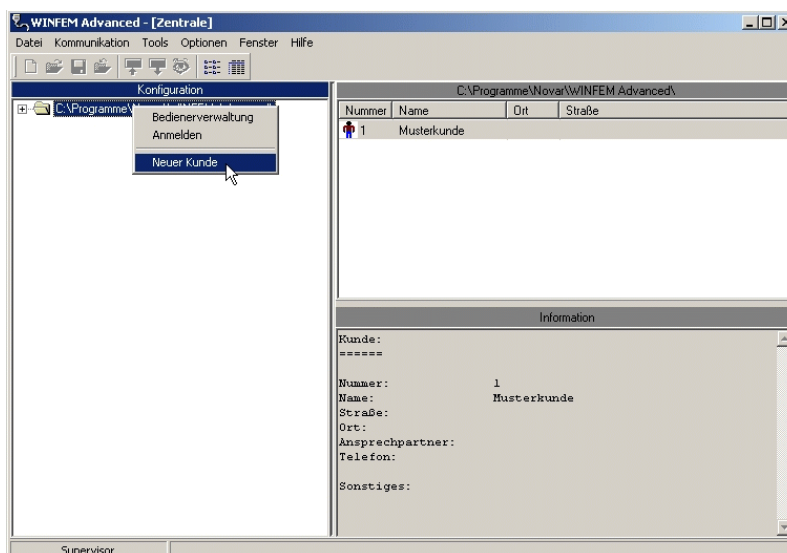 WINFEM Advanced - [Zentrale]
Datei Kommunikation Tools Optionen Fenster Hilfe
Konfiguration
C:\Programme\
Bedienerverwaltung
Anmelden
Neuer Kunde
C:\Programme\Novar\WINFEM Advanced\
Nummer Name Ort Straße
1 Musterkunde
Information
Kunde:
======
Nummer: 1
Name: Musterkunde
Straße:
Ort:
Ansprechpartner:
Telefon:
Sonstiges:
Supervisor